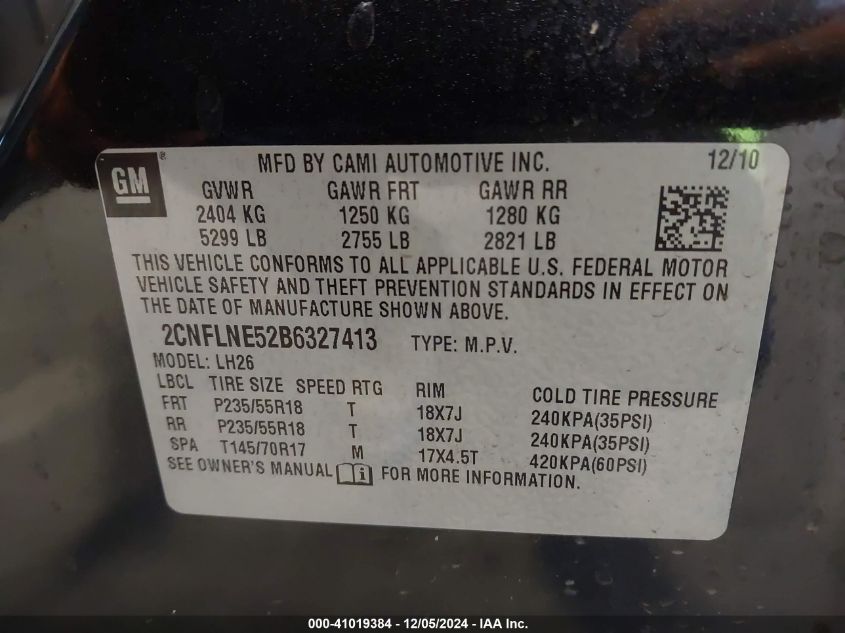 GM ® MFD BY CAMI AUTOMOTIVE INC. 12/10
GVWR GAWR FRT GAWR RR
2404 KG 1250 KG 1280 KG
5299 LB 2755 LB 2821 LB
THIS VEHICLE CONFORMS TO ALL APPLICABLE U.S. FEDERAL MOTOR
VEHICLE SAFETY AND THEFT PREVENTION STANDARDS IN EFFECT ON
THE DATE OF MANUFACTURE SHOWN ABOVE.
2CNFLNE52B6327413 TYPE: M.P.V.
MODEL: LH26
LBCL TIRE SIZE SPEED RTG RIM COLD TIRE PRESSURE
FRT P235/55R18 T 18X7J 240KPA(35PSI)
RR P235/55R18 T 18X7J 240KPA(35PSI)
SPA T145/70R17 M 17X4.5T 420KPA(60PSI)
SEE OWNER'S MANUAL FOR MORE INFORMATION.
000-41019384 - 12/05/2024 - IAA Inc.